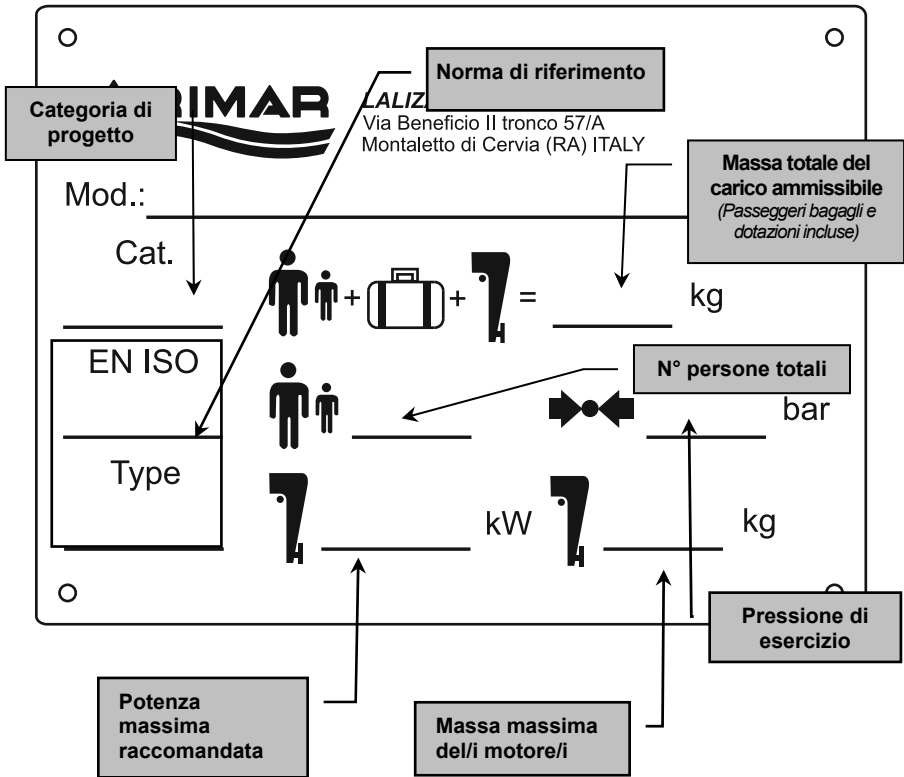 Norma di riferimento
Categoria di
progetto
RIMAR
Via Beneficio II tronco 57/A
Montaletto di Cervia (RA) ITALY
Massa totale del
carico ammissibile
(Passeggeri bagagli e
dotazioni incluse)
Mod.:
Cat.
+ + =
kg
EN ISO
N° persone totali
bar
Type
kW
kg
Pressione di
esercizio
Potenza
massima
raccomandata
Massa massima
del/i motore/i